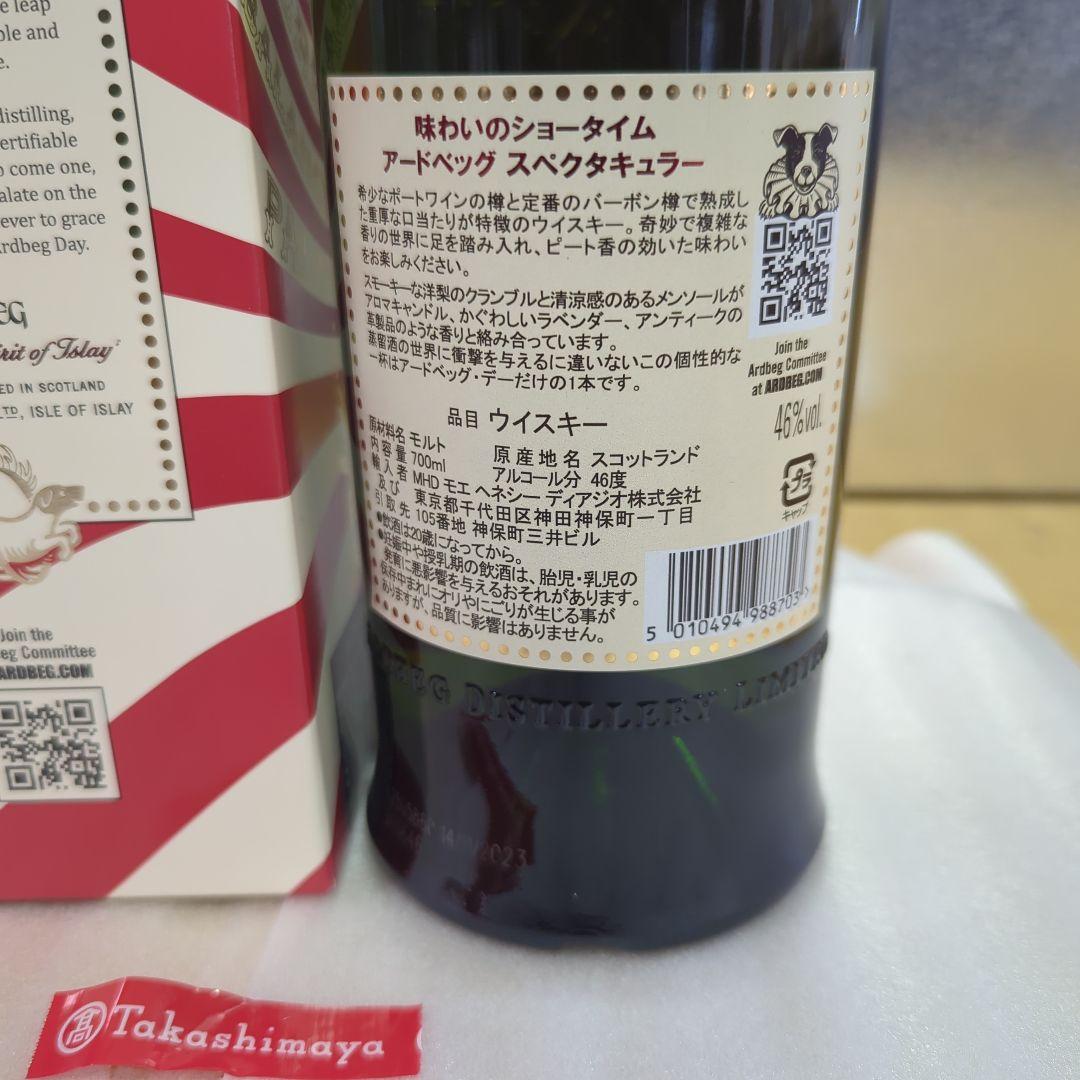 e leap
ble and
e.
distilling,
ertifiable
o come one,
alate on the
ever to grace
Ardbeg Day.
EG
irit of Islay
ED IN SCOTLAND
LTD, ISLE OF ISLAY
Join the
beg Committee
ARDBEG.COM
味わいのショータイム
アードベッグ スペクタキュラー
希少なポートワインの樽と定番のバーボン樽で熟成し
た重厚な口当たりが特徴のウイスキー。奇妙で複雑な
香りの世界に足を踏み入れ、ピート香の効いた味わい
をお楽しみください。
スモーキーな洋梨のクランブルと清涼感のあるメンソールが
アロマキャンドル、かぐわしいラベンダー、アンティークの
革製品のような香りと絡み合っています。
蒸留酒の世界に衝撃を与えるに違いないこの個性的な
一杯はアードベッグ・デーだけの1本です。
Join the
Ardbeg Committee
at ARDBEG.COM
46%vol.
品目 ウイスキー
原材料名 モルト 原産地名 スコットランド
内容量 700ml アルコール分 46度
輸入者 MHD モエ ヘネシー ディアジオ株式会社
及び 東京都千代田区神田神保町一丁目
引取先 105番地 神保町三井ビル
プラ
キャップ
●飲酒は20歳になってから。
●妊娠中や授乳期の飲酒は、胎児・乳児の
発育に悪影響を与えるおそれがあります。
保存中まれにオリやにごりが生じる事が
ありますが、品質に影響はありません。
5 010494 988703 >
DISTILLERY LIMITED
2023
髙 Takashimaya